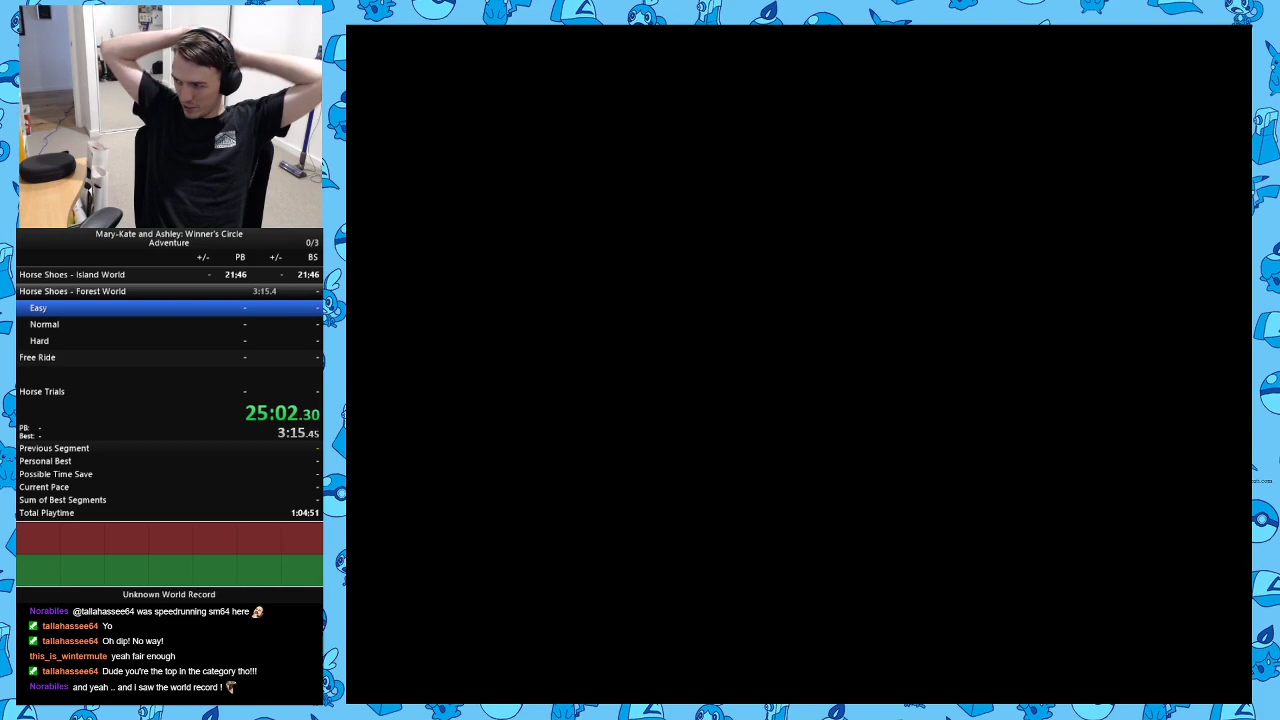 Mary-Kate and Ashley: Winner's Circle
Adventure 0/3
+/- PB +/- BS
Horse Shoes - Island World - 21;46 - 21;46
Horse Shoes - Forest World 3:15.4 -
Easy - -
Normal - -
Hard - -
Free Ride - -
Horse Trials - -
25:02.30
PB: -
Best: - 3:15.45
Previous Segment -
Personal Best -
Possible Time Save -
Current Pace -
Sum of Best Segments -
Total Playtime 1:04;51
Unknown World Record
Norabiles @tallahassee64 was speedrunning sm64 here
tallahassee64 Yo
tallahassee64 Oh dip! No way!
this_is_wintermute yeah fair enough
tallahassee64 Dude you're the top in the category tho!!!
Norabiles and yeah .. and i saw the world record !